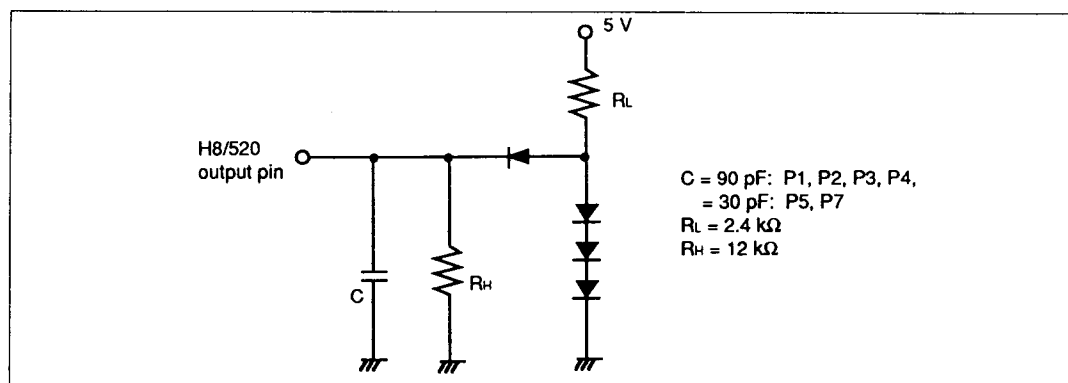 5 V
RL
H8/520
output pin
C = 90 pF: P1, P2, P3, P4,
= 30 pF: P5, P7
RL = 2.4 kΩ
RH = 12 kΩ
C
RH